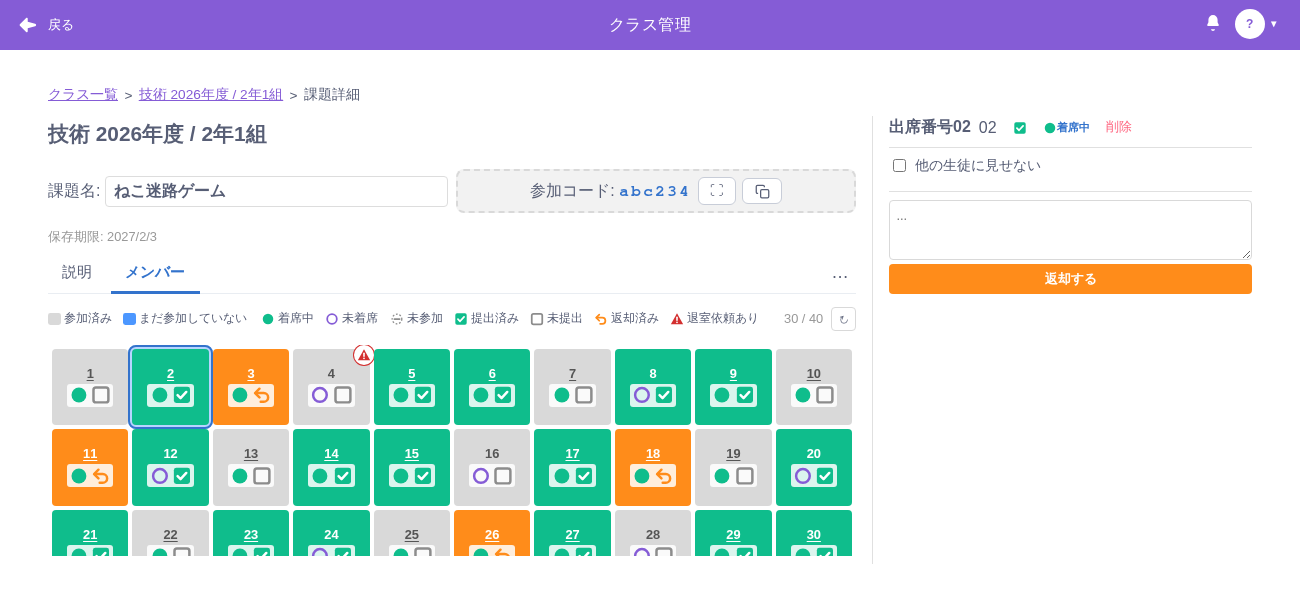 戻る
クラス管理
?
クラス一覧 > 技術 2026年度 / 2年1組 > 課題詳細
技術 2026年度 / 2年1組
課題名: ねこ迷路ゲーム
参加コード: abc234
保存期限: 2027/2/3
説明 メンバー ...
参加済み まだ参加していない 着席中 未着席 未参加 提出済み 未提出 返却済み 退室依頼あり 30 / 40
1 2 3 4 5 6 7 8 9 10
11 12 13 14 15 16 17 18 19 20
21 22 23 24 25 26 27 28 29 30
出席番号02 02 着席中 削除
他の生徒に見せない
...
返却する